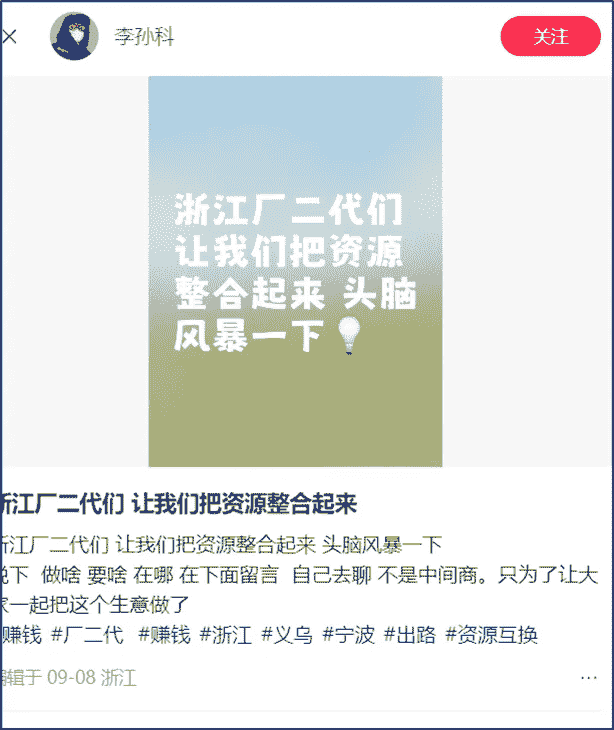 李孙科
关注
浙江厂二代们
让我们把资源
整合起来 头脑
风暴一下
浙江厂二代们 让我们把资源整合起来
浙江厂二代们 让我们把资源整合起来 头脑风暴一下
说下 做啥 要啥 在哪 在下面留言 自己去聊 不是中间商。只为了让大
家一起把这个生意做了
#赚钱 #厂二代 #赚钱 #浙江 #义乌 #宁波 #出路 #资源互换
编辑于 09-08 浙江